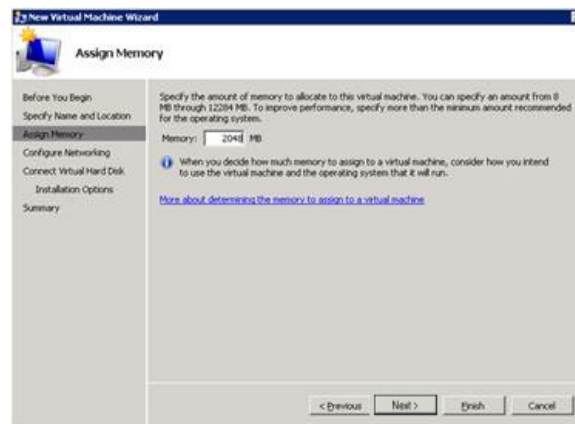 New Virtual Machine Wizard
Assign Memory
Before You Begin
Specify Name and Location
Assign Memory
Configure Networking
Connect Virtual Hard Disk
Installation Options
Summary
Specify the amount of memory to allocate to this virtual machine. You can specify an amount from 8
MB through 12284 MB. To improve performance, specify more than the minimum amount recommended
for the operating system.
Memory: 2048 MB
When you decide how much memory to assign to a virtual machine, consider how you intend
to use the virtual machine and the operating system that it will run.
More about determining the memory to assign to a virtual machine
< Previous
Next >
Finish
Cancel